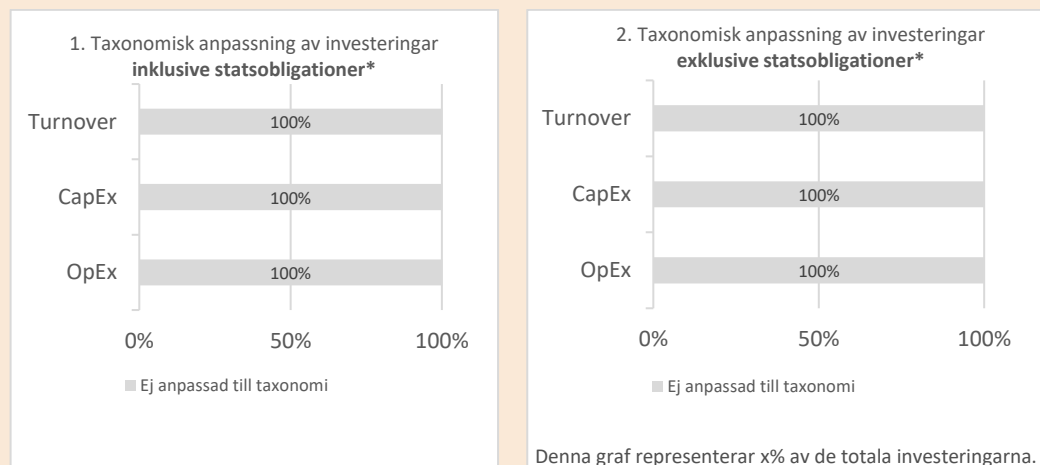 1. Taxonomisk anpassning av investeringar
inklusive statsobligationer*
Turnover
100%
CapEx
100%
OpEx
100%
0%
50%
100%
Ej anpassad till taxonomi
2. Taxonomisk anpassning av investeringar
exklusive statsobligationer*
Turnover
100%
CapEx
100%
OpEx
100%
0%
50%
100%
Ej anpassad till taxonomi
Denna graf representerar x% av de totala investeringarna.